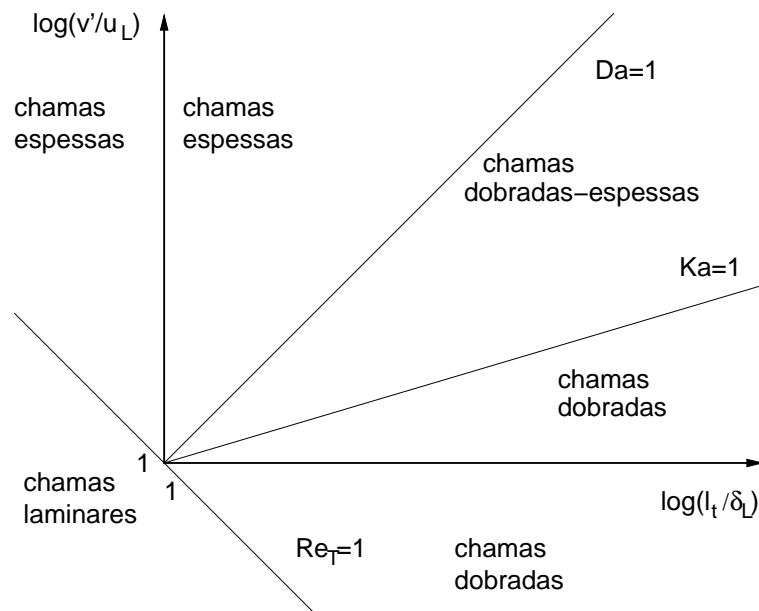 log(v'/u_L)
Da=1
chamas
espessas
chamas
espessas
chamas
dobradas−espessas
Ka=1
chamas
dobradas
1
1
chamas
laminares
log(l_t/δ_L)
Re_T=1
chamas
dobradas